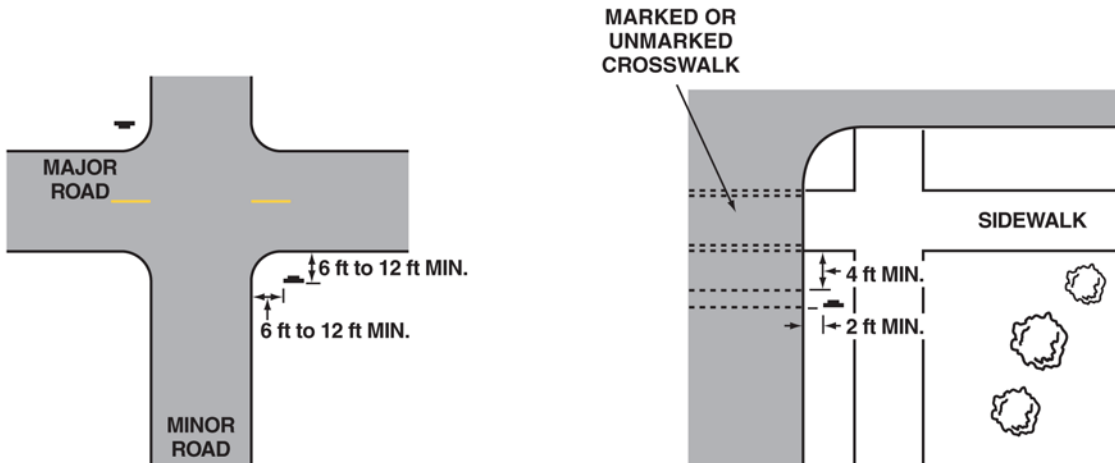 MAJOR
ROAD
6 ft to 12 ft MIN.
6 ft to 12 ft MIN.
MINOR
ROAD
MARKED OR
UNMARKED
CROSSWALK
SIDEWALK
4 ft MIN.
2 ft MIN.